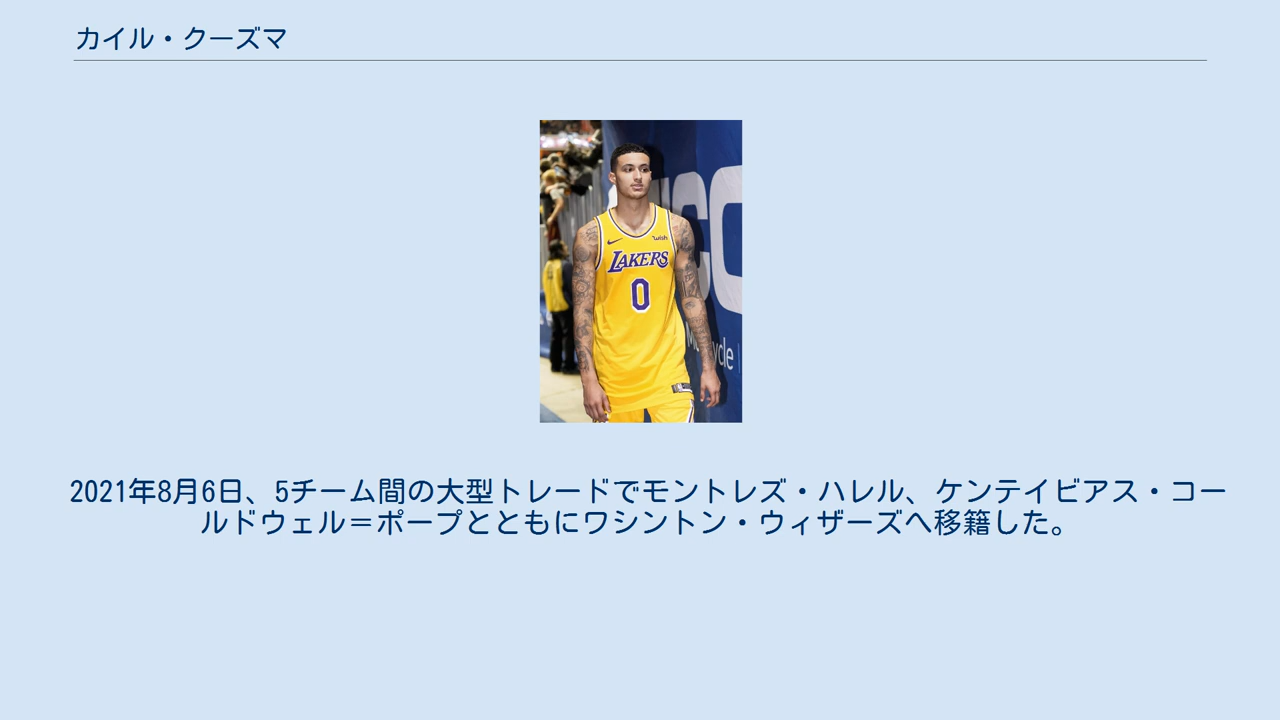 カイル・クーズマ
wish
LAKERS
0
2021年8月6日、5チーム間の大型トレードでモントレズ・ハレル、ケンテイビアス・コー
ルドウェル＝ポープとともにワシントン・ウィザーズへ移籍した。